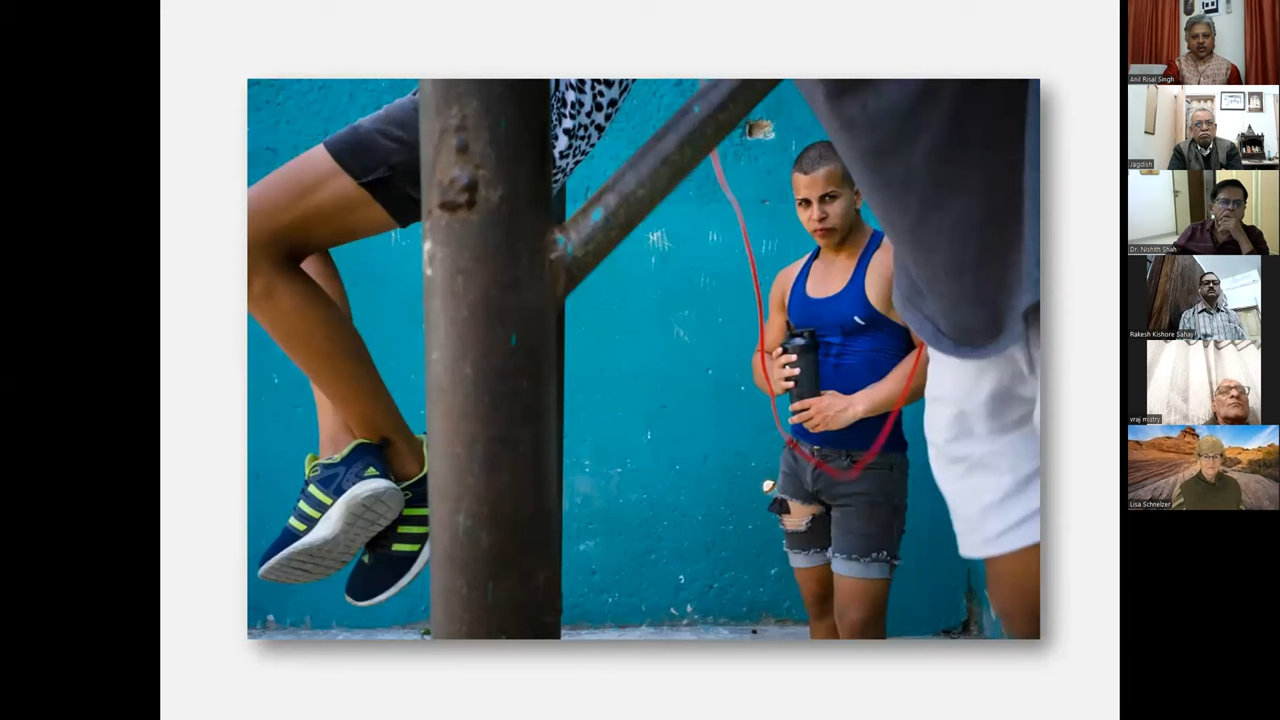 Anil Risal Singh
Jagdish
Dr. Nishith Shah
Rakesh Kishore Sahay
vraj mistry
Lisa Schnelzer